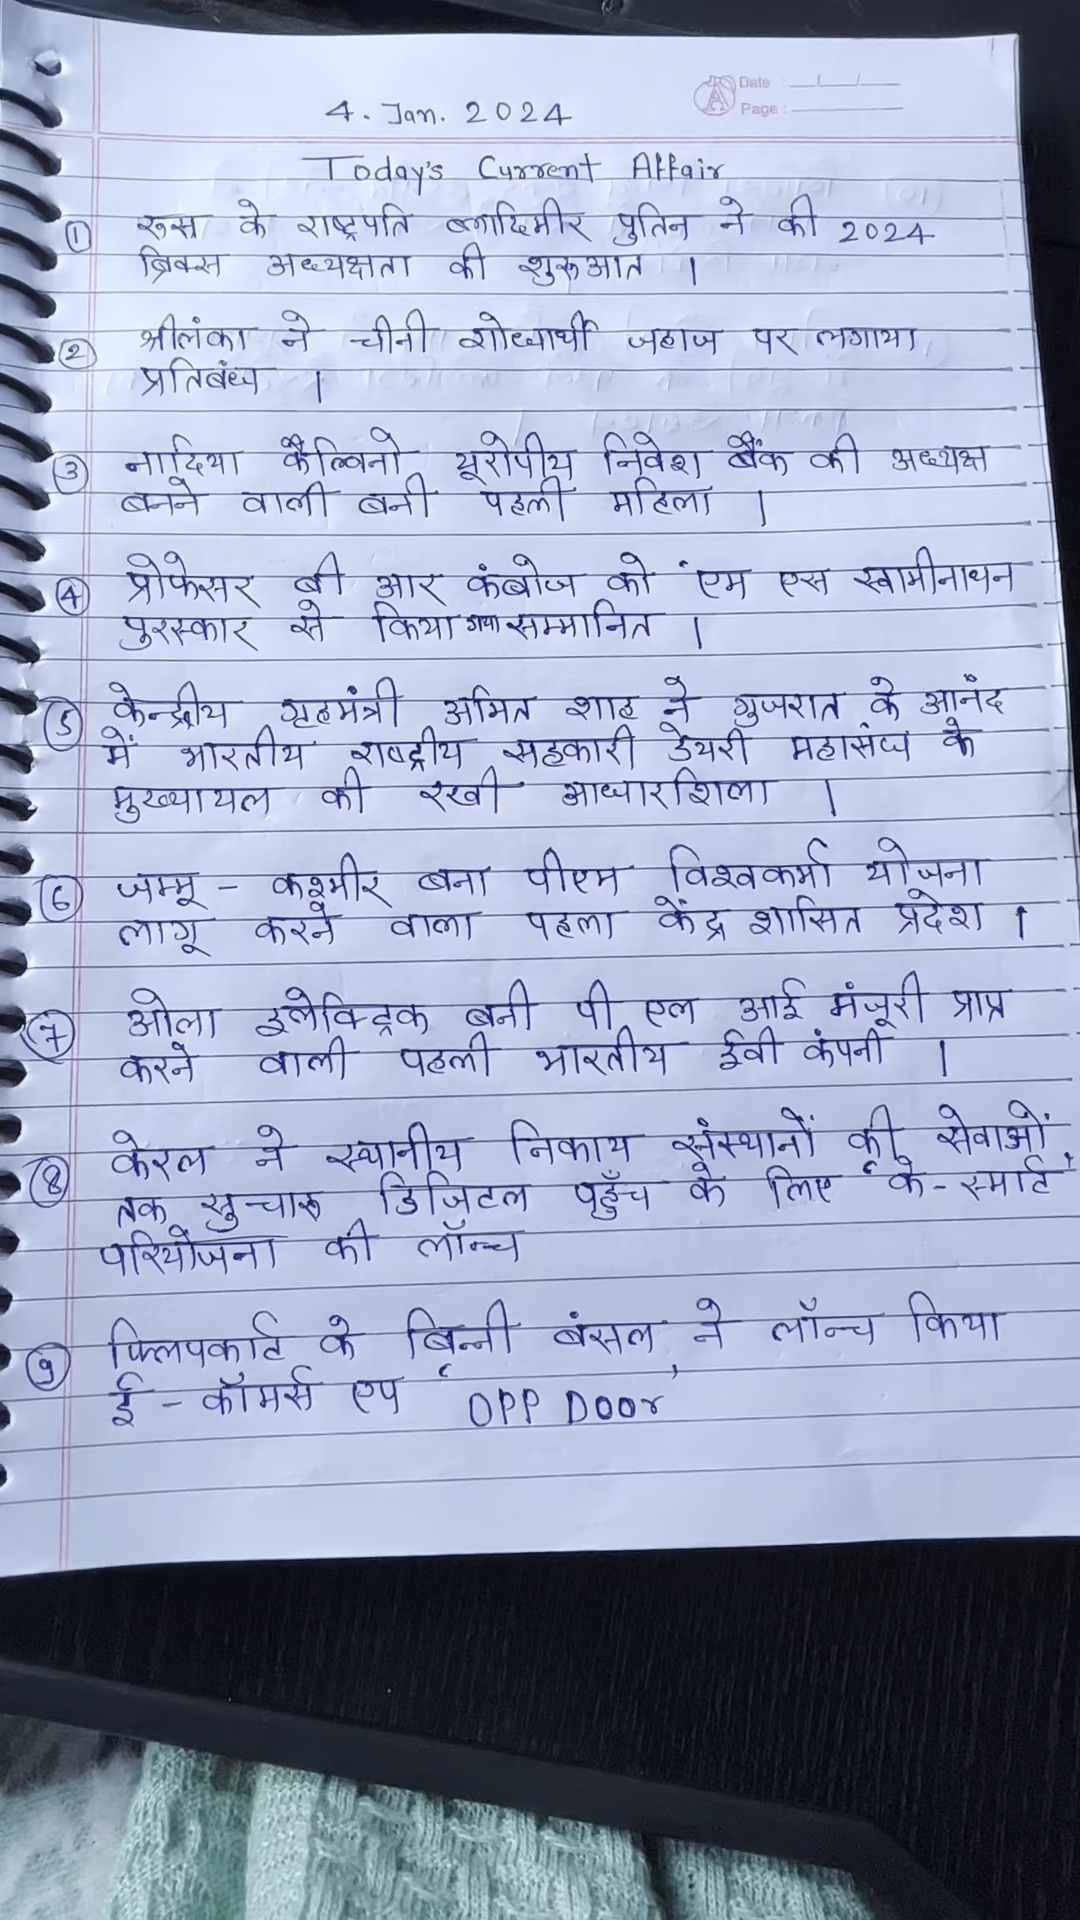 Date :
Page :
4. Jan. 2024
Today's Current Affair
① रूस के राष्ट्रपति ब्लादिमीर पुतिन ने की 2024
ब्रिक्स अध्यक्षता की शुरुआत |
② श्रीलंका ने चीनी शोध्यार्थी जहाज पर लगाया
प्रतिबंध |
③ नादिया कैल्विनो यूरोपीय निवेश बैंक की अध्यक्ष
बनने वाली बनी पहली महिला |
④ प्रोफेसर बी आर कंबोज को एम एस स्वामीनाथन
पुरस्कार से किया गया सम्मानित |
⑤ केन्द्रीय गृहमंत्री अमित शाह ने गुजरात के आनंद
में भारतीय राष्ट्रीय सहकारी डेयरी महासंघ के
मुख्यायल की रखी आधारशिला |
⑥ जम्मू - कश्मीर बना पीएम विश्वकर्मा योजना
लागू करने वाला पहला केंद्र शासित प्रदेश |
⑦ ओला इलेक्ट्रिक बनी पी एल आई मंजूरी प्राप्त
करने वाली पहली भारतीय ईवी कंपनी |
⑧ केरल ने स्थानीय निकाय संस्थानों की सेवाओं
तक सुचारू डिजिटल पहुँच के लिए 'के-स्मार्ट'
परियोजना की लॉन्च
⑨ फ्लिपकार्ट के बिन्नी बंसल ने लॉन्च किया
ई - कॉमर्स एप 'OPP DOOR'